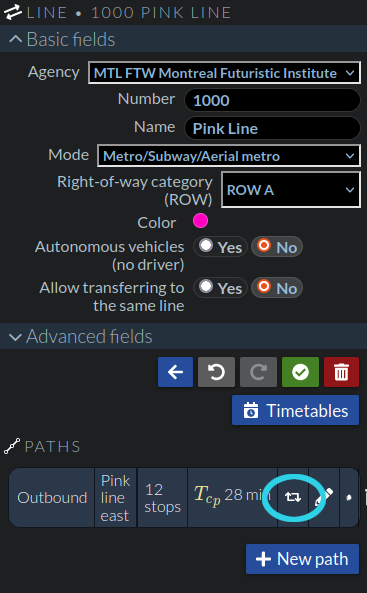 LINE • 1000 PINK LINE
Basic fields
Agency MTL FTW Montreal Futuristic Institute
Number 1000
Name Pink Line
Mode Metro/Subway/Aerial metro
Right-of-way category
(ROW) ROW A
Color
Autonomous vehicles
(no driver) Yes No
Allow transferring to
the same line Yes No
Advanced fields
Timetables
PATHS
Outbound
Pink
line
east
12
stops
Tcp 28 min
New path